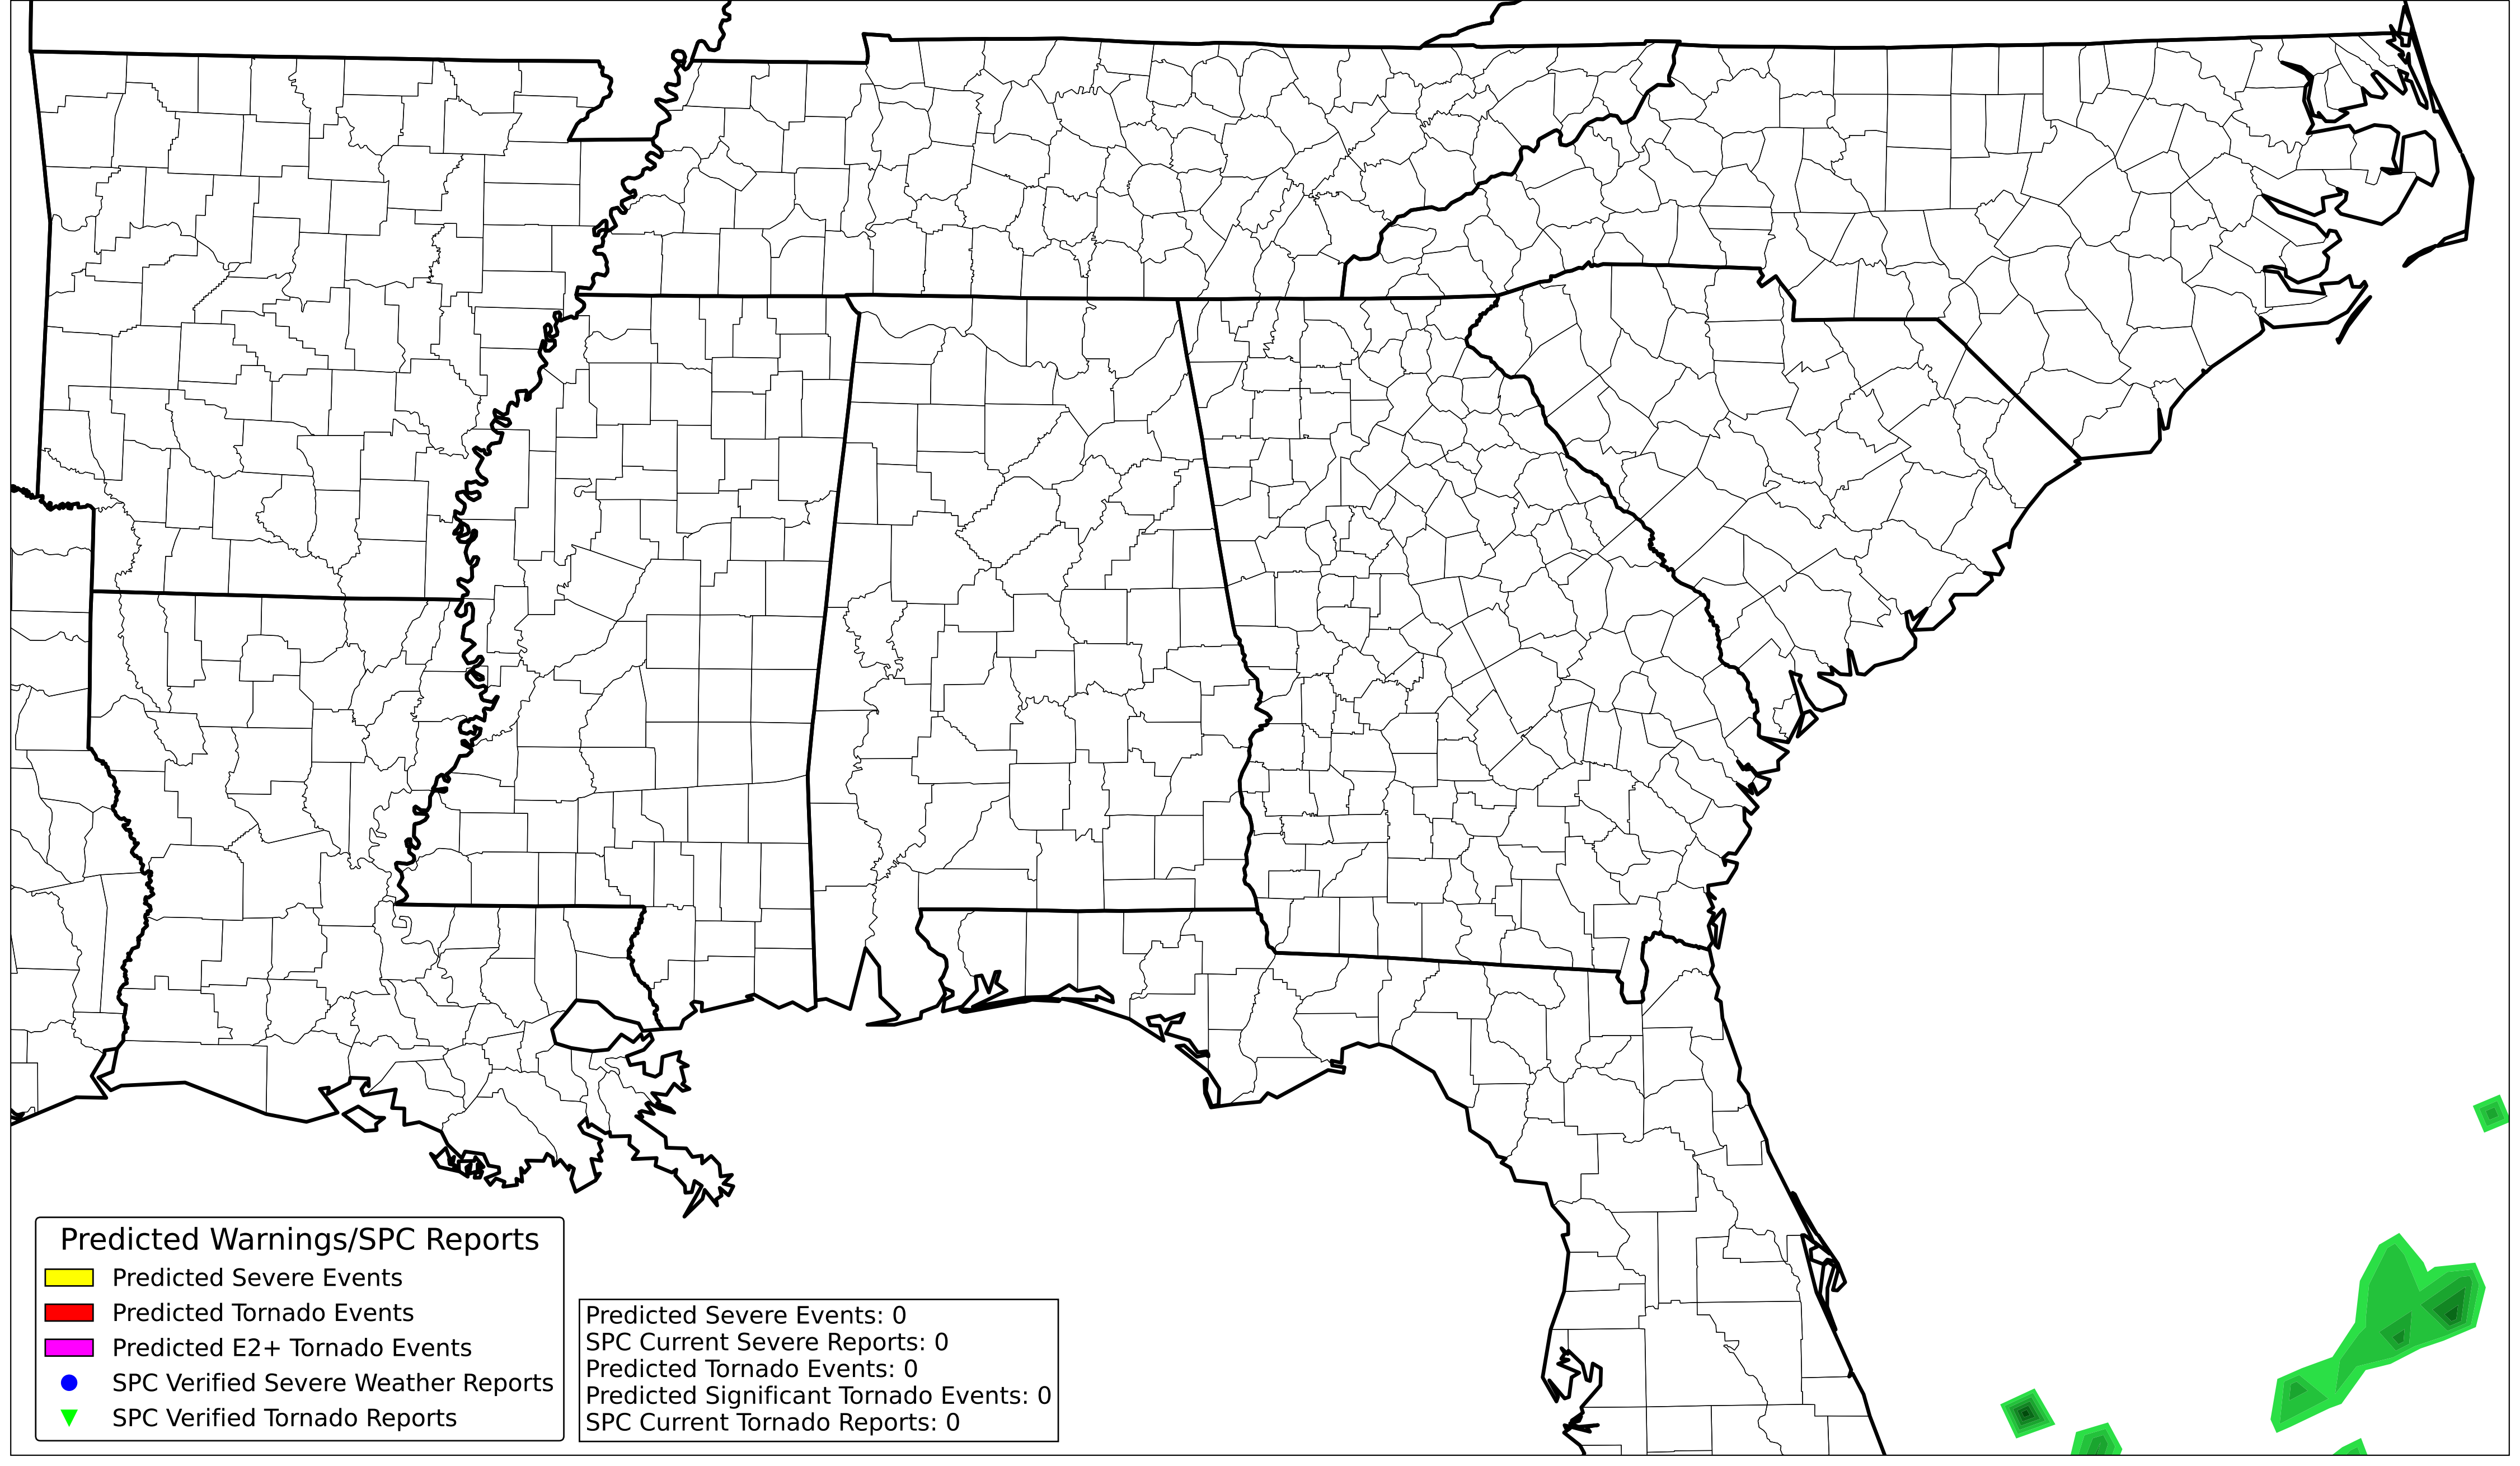 Predicted Warnings/SPC Reports
Predicted Severe Events
Predicted Tornado Events
Predicted E2+ Tornado Events
SPC Verified Severe Weather Reports
SPC Verified Tornado Reports
Predicted Severe Events: 0
SPC Current Severe Reports: 0
Predicted Tornado Events: 0
Predicted Significant Tornado Events: 0
SPC Current Tornado Reports: 0